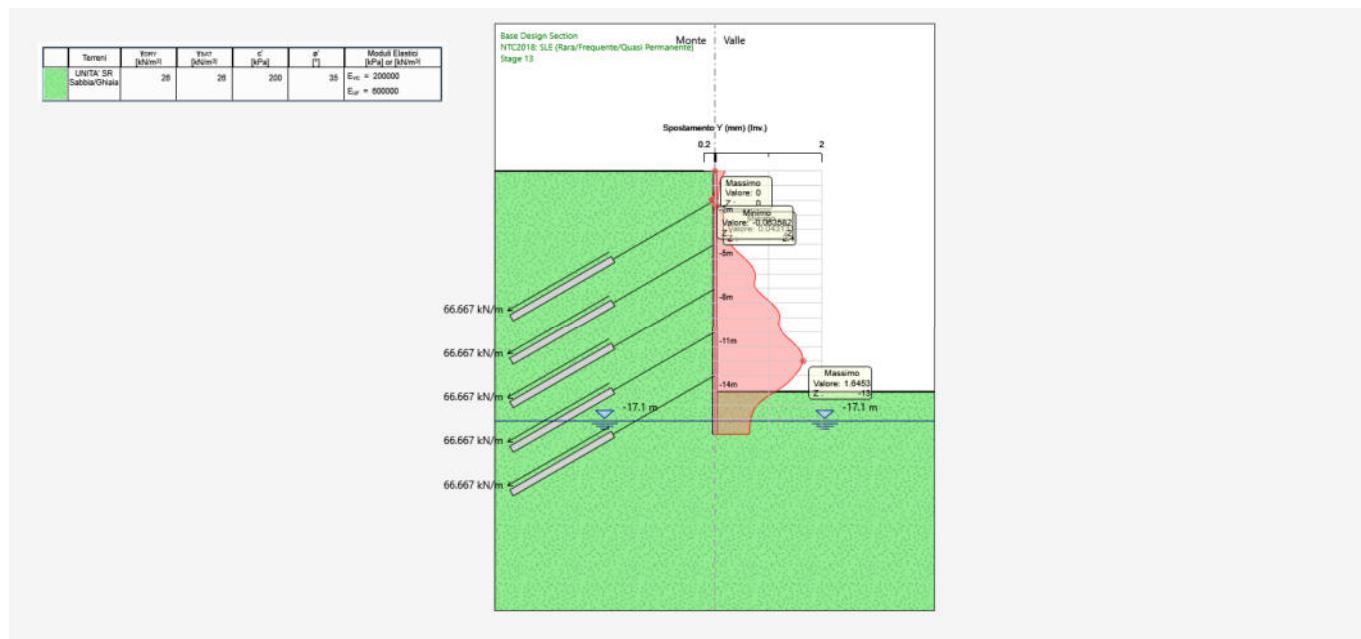 Base Design Section
NTC2018: SLE (Rara/Frequente/Quasi Permanente)
Stage 13
Monte
Valle
Terreni
γDRY
[kN/m³]
γSAT
[kN/m³]
c'
[kPa]
ø'
[°]
Moduli Elastici
[kPa] or [kN/m³]
UNITA' SR
Sabbia/Ghiaia
26
26
200
35
Evc = 200000
Eur = 600000
Spostamento Y (mm) (Inv.)
0.2
2
Massimo
Valore: 0
Z : 0
Minimo
Valore: -0.063582
-5m
-8m
-11m
-14m
Massimo
Valore: 1.6453
Z : -13
66.667 kN/m
66.667 kN/m
66.667 kN/m
66.667 kN/m
66.667 kN/m
-17.1 m
-17.1 m